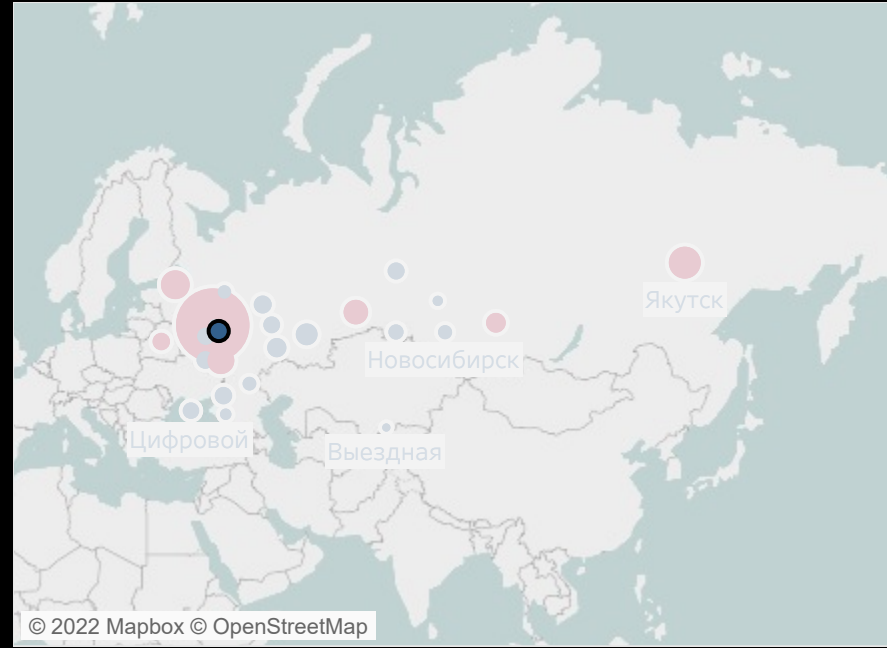 Якутск
Новосибирск
Цифровой
Выездная
© 2022 Mapbox © OpenStreetMap